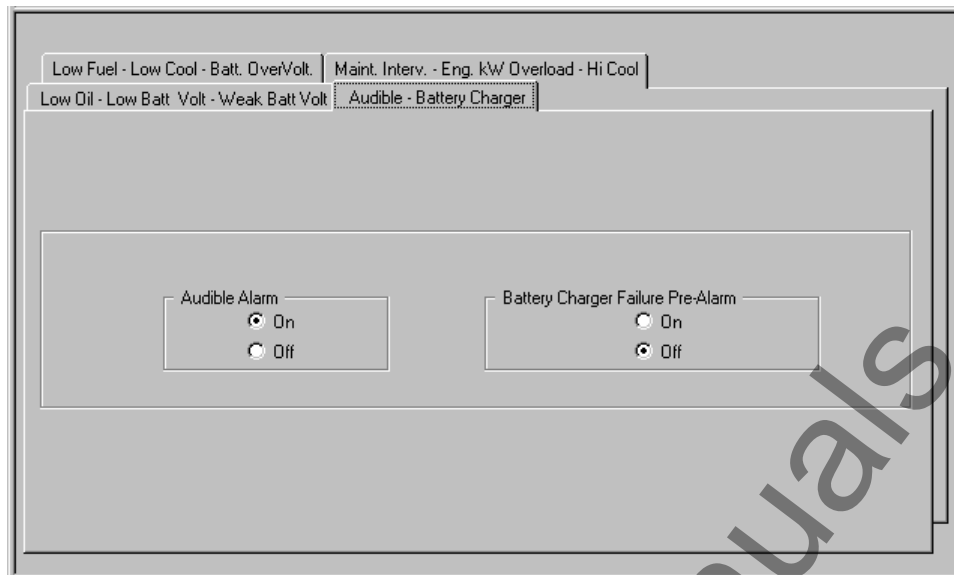 Low Fuel - Low Cool - Batt. OverVolt. Maint. Interv. - Eng. kW Overload - Hi Cool
Low Oil - Low Batt Volt - Weak Batt Volt Audible - Battery Charger
Audible Alarm Battery Charger Failure Pre-Alarm
On On
Off Off
uals